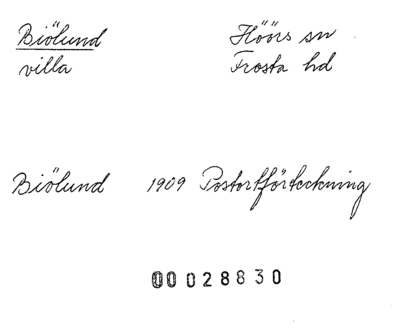 Biölund Höörs sn
villa Frosta hd
Biölund 1909 Postortförteckning
00028830